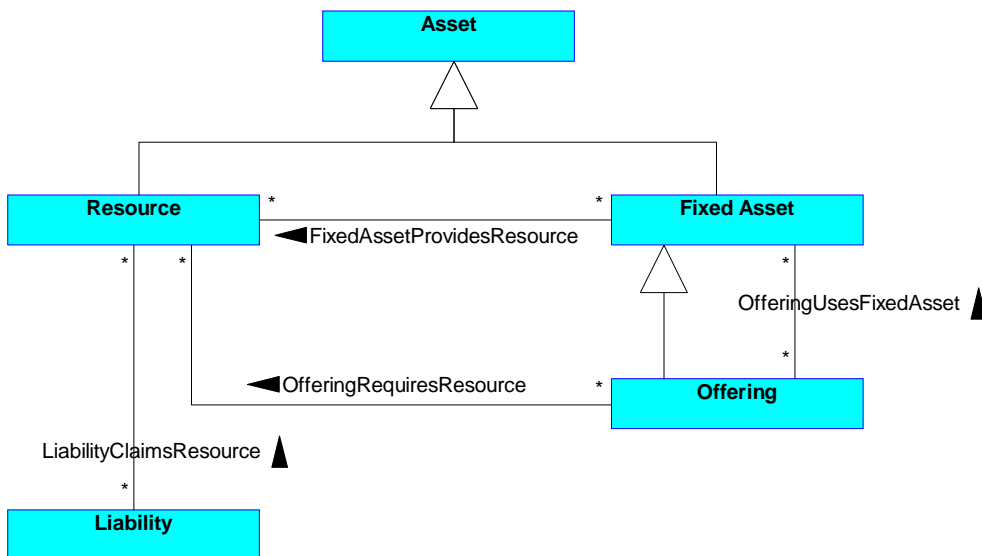 Asset
Resource
*
*
Fixed Asset
FixedAssetProvidesResource
*
*
*
OfferingUsesFixedAsset
*
OfferingRequiresResource
*
Offering
LiabilityClaimsResource
*
Liability